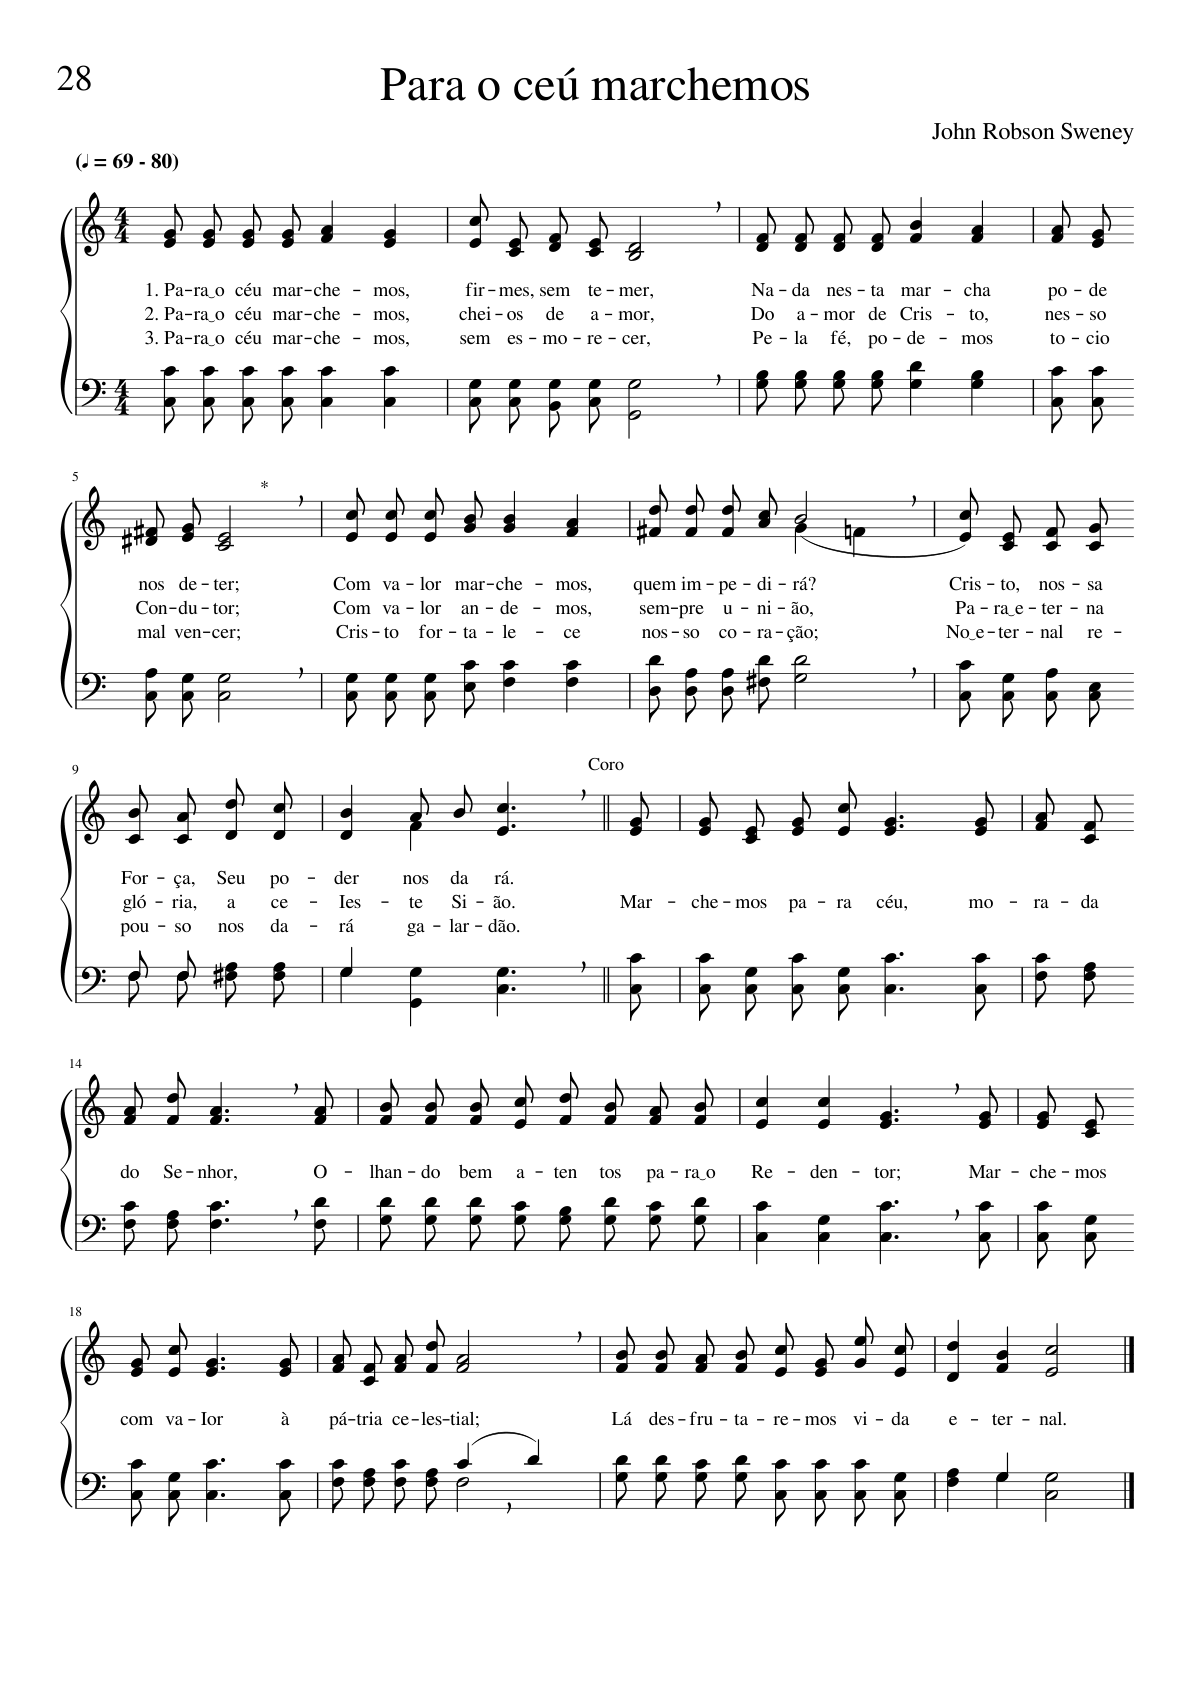 28
Para o ceú marchemos
John Robson Sweney
(♩ = 69 - 80)
1. Pa-ra‿o céu mar-che - mos, fir-mes, sem te - mer, Na - da nes - ta mar - cha po - de
2. Pa-ra‿o céu mar-che - mos, chei - os de a - mor, Do a - mor de Cris - to, nes - so
3. Pa-ra‿o céu mar-che - mos, sem es - mo - re - cer, Pe - la fé, po - de - mos to - cio
5
*
nos de - ter; Com va - lor mar-che - mos, quem im - pe - di - rá? Cris - to, nos - sa
Con - du - tor; Com va - lor an - de - mos, sem-pre u - ni - ão, Pa - ra‿e - ter - na
mal ven - cer; Cris - to for - ta - le - ce nos - so co - ra - ção; No‿e - ter - nal re -
9
Coro
For - ça, Seu po - der nos da rá.
gló - ria, a ce - Ies - te Si - ão. Mar - che - mos pa - ra céu, mo - ra - da
pou - so nos da - rá ga - lar - dão.
14
do Se - nhor, O - lhan - do bem a - ten tos pa - ra‿o Re - den - tor; Mar - che - mos
18
com va - Ior à pá - tria ce - les - tial; Lá des - fru - ta - re - mos vi - da e - ter - nal.